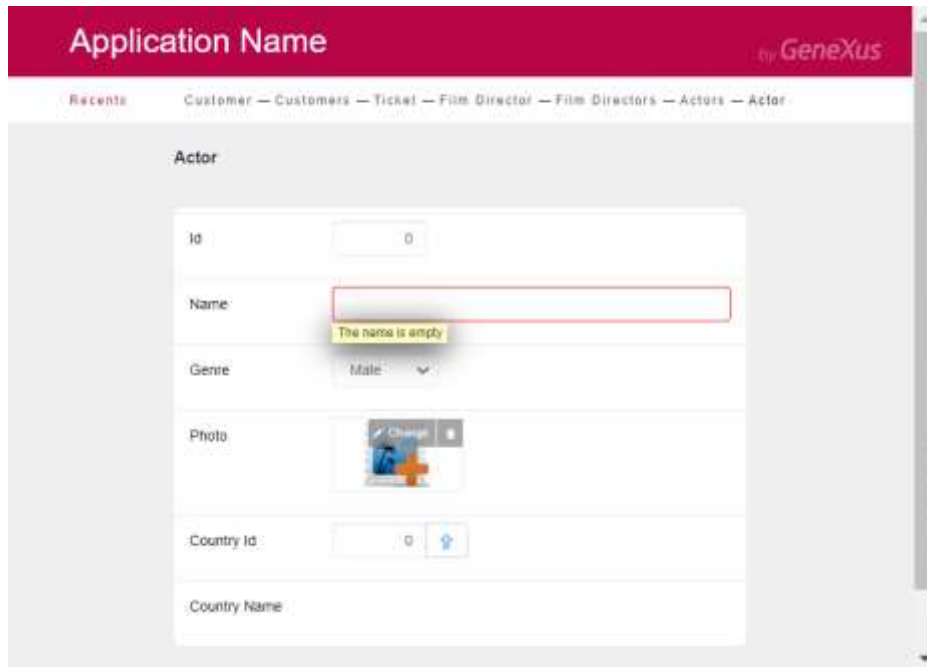 Application Name
by GeneXus
Recents Customer — Customers — Ticket — Film Director — Film Directors — Actors — Actor
Actor
Id 0
Name
The name is empty
Genre Male
Photo Change
Country Id 0
Country Name